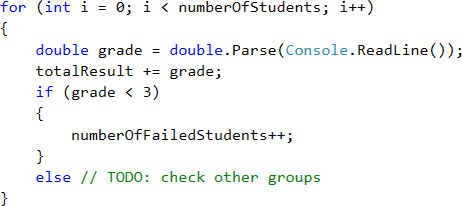 for (int i = 0; i < numberOfStudents; i++)
{
    double grade = double.Parse(Console.ReadLine());
    totalResult += grade;
    if (grade < 3)
    {
        numberOfFailedStudents++;
    }
    else // TODO: check other groups
}